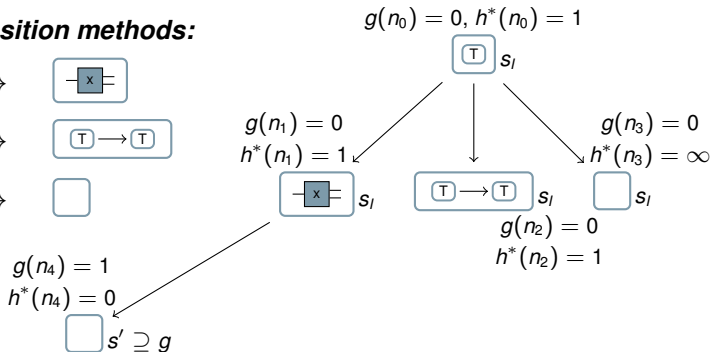 sition methods:
g(n₀) = 0, h*(n₀) = 1
T s_I
x
T → T
g(n₁) = 0
h*(n₁) = 1
g(n₃) = 0
h*(n₃) = ∞
x s_I
T → T s_I
s_I
g(n₂) = 0
h*(n₂) = 1
g(n₄) = 1
h*(n₄) = 0
s′ ⊇ g